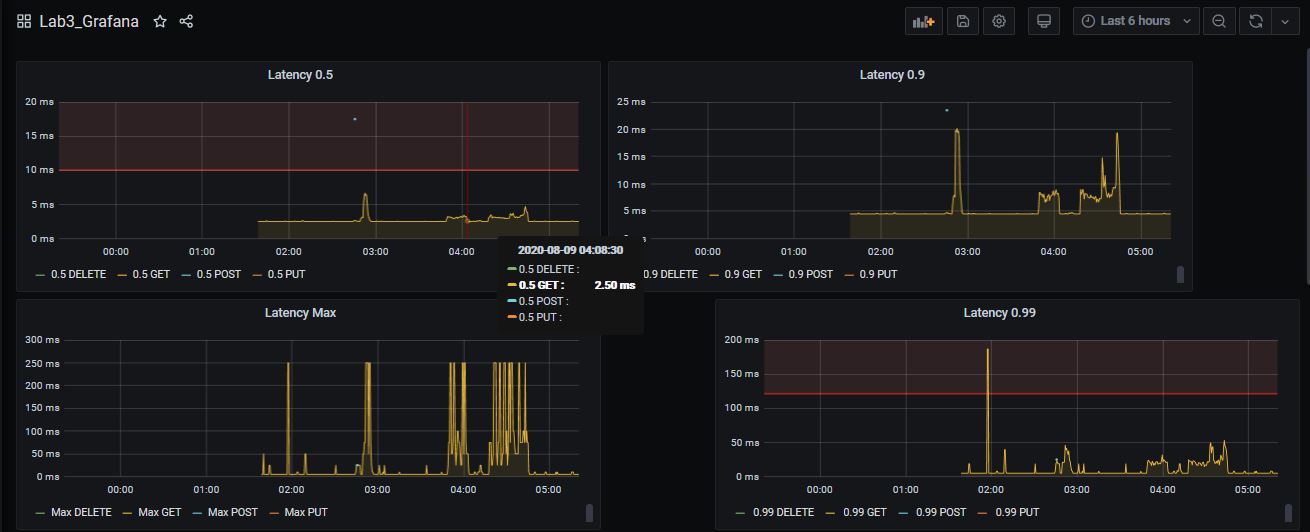 Lab3_Grafana
Last 6 hours
Latency 0.5
20 ms
15 ms
10 ms
5 ms
0 ms
00:00 01:00 02:00 03:00 04:00
0.5 DELETE 0.5 GET 0.5 POST 0.5 PUT
Latency 0.9
25 ms
20 ms
15 ms
10 ms
5 ms
00:00 01:00 02:00 03:00 04:00 05:00
0.9 DELETE 0.9 GET 0.9 POST 0.9 PUT
2020-08-09 04:08:30
0.5 DELETE :
0.5 GET : 2.50 ms
0.5 POST :
0.5 PUT :
Latency Max
300 ms
250 ms
200 ms
150 ms
100 ms
50 ms
0 ms
00:00 01:00 02:00 03:00 04:00 05:00
Max DELETE Max GET Max POST Max PUT
Latency 0.99
200 ms
150 ms
100 ms
50 ms
0 ms
00:00 01:00 02:00 03:00 04:00 05:00
0.99 DELETE 0.99 GET 0.99 POST 0.99 PUT